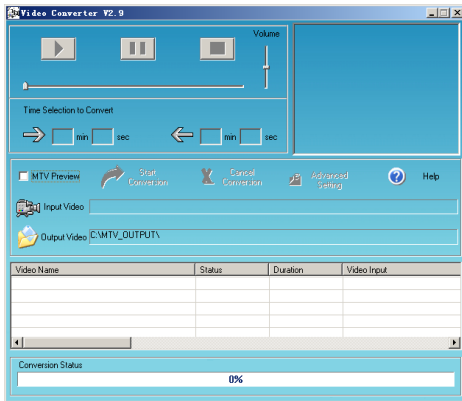 Video Converter V2.9
Volume
Time Selection to Convert
min sec min sec
MTV Preview Start Conversion Cancel Conversion Advanced Setting Help
Input Video
Output Video C:\MTV_OUTPUT\
Video Name Status Duration Video Input
Conversion Status
0%